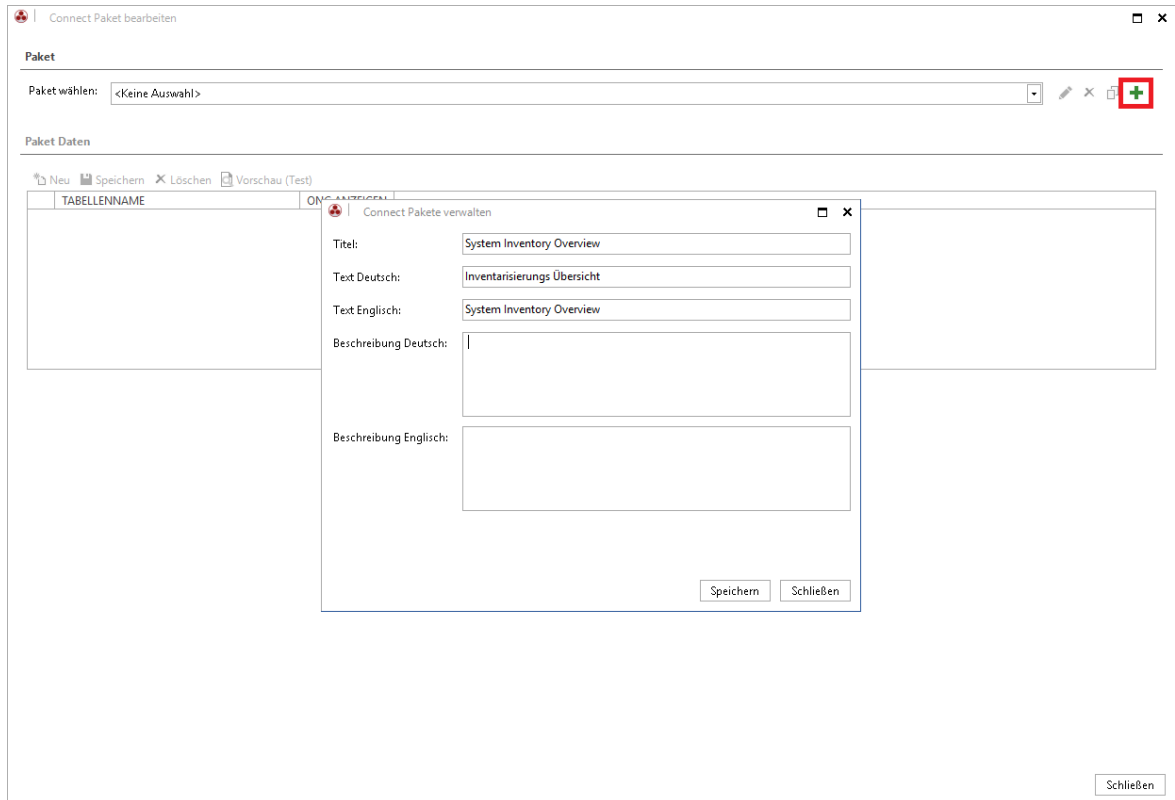 Connect Paket bearbeiten
Paket
Paket wählen: <Keine Auswahl>
Paket Daten
Neu Speichern Löschen Vorschau (Test)
TABELLENNAME
Connect Pakete verwalten
Titel: System Inventory Overview
Text Deutsch: Inventarisierungs Übersicht
Text Englisch: System Inventory Overview
Beschreibung Deutsch:
Beschreibung Englisch:
Speichern Schließen
Schließen